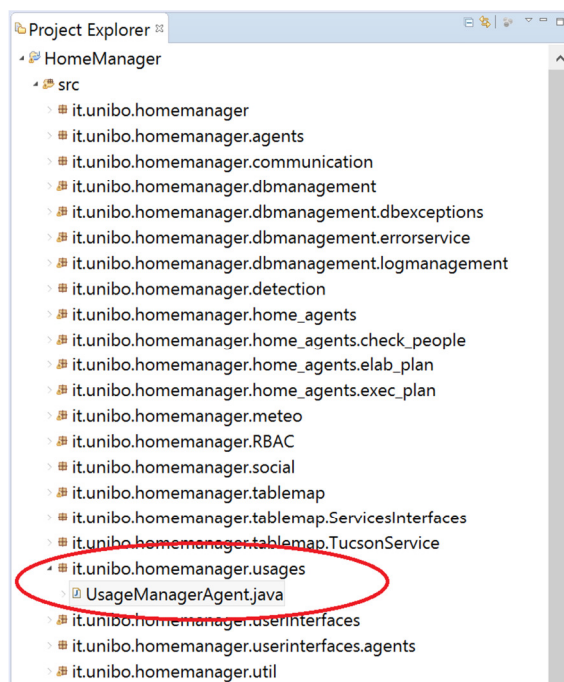 Project Explorer
HomeManager
src
it.unibo.homemanager
it.unibo.homemanager.agents
it.unibo.homemanager.communication
it.unibo.homemanager.dbmanagement
it.unibo.homemanager.dbmanagement.dbexceptions
it.unibo.homemanager.dbmanagement.errorservice
it.unibo.homemanager.dbmanagement.logmanagement
it.unibo.homemanager.detection
it.unibo.homemanager.home_agents
it.unibo.homemanager.home_agents.check_people
it.unibo.homemanager.home_agents.elab_plan
it.unibo.homemanager.home_agents.exec_plan
it.unibo.homemanager.meteo
it.unibo.homemanager.RBAC
it.unibo.homemanager.social
it.unibo.homemanager.tablemap
it.unibo.homemanager.tablemap.ServicesInterfaces
it.unibo.homemanager.tablemap.TucsonService
it.unibo.homemanager.usages
UsageManagerAgent.java
it.unibo.homemanager.userinterfaces
it.unibo.homemanager.userinterfaces.agents
it.unibo.homemanager.util